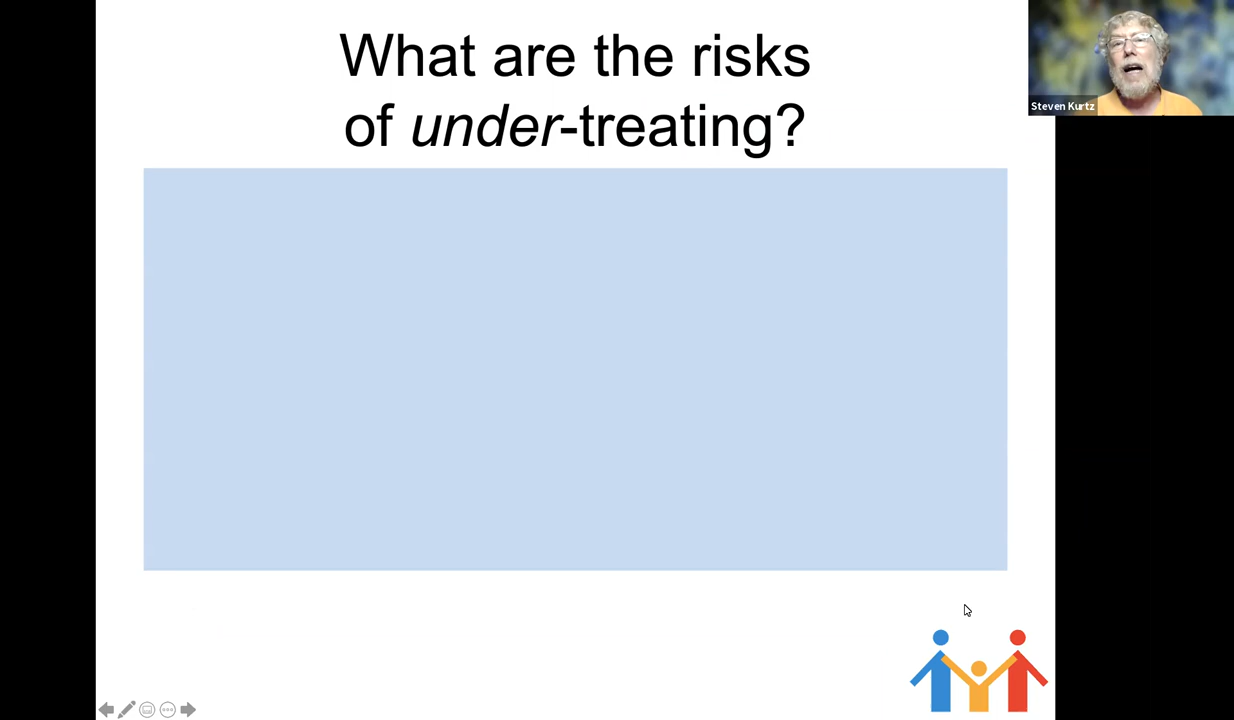 What are the risks
of under-treating?
Steven Kurtz